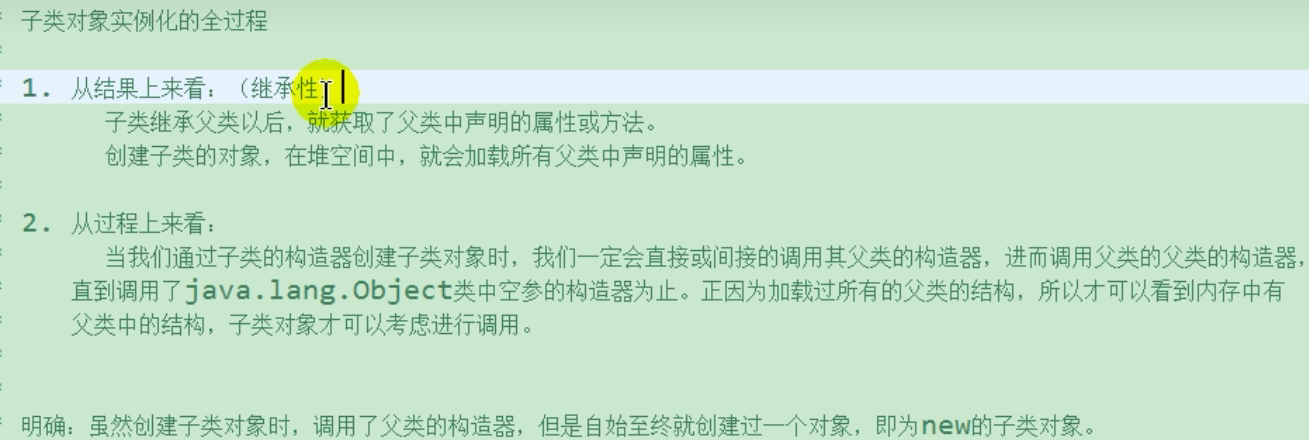 * 子类对象实例化的全过程
*
* 1. 从结果上来看：（继承性）
* 子类继承父类以后，就获取了父类中声明的属性或方法。
* 创建子类的对象，在堆空间中，就会加载所有父类中声明的属性。
*
* 2. 从过程上来看：
* 当我们通过子类的构造器创建子类对象时，我们一定会直接或间接的调用其父类的构造器，进而调用父类的父类的构造器，
* 直到调用了java.lang.Object类中空参的构造器为止。正因为加载过所有的父类的结构，所以才可以看到内存中有
* 父类中的结构，子类对象才可以考虑进行调用。
*
*
* 明确：虽然创建子类对象时，调用了父类的构造器，但是自始至终就创建过一个对象，即为new的子类对象。